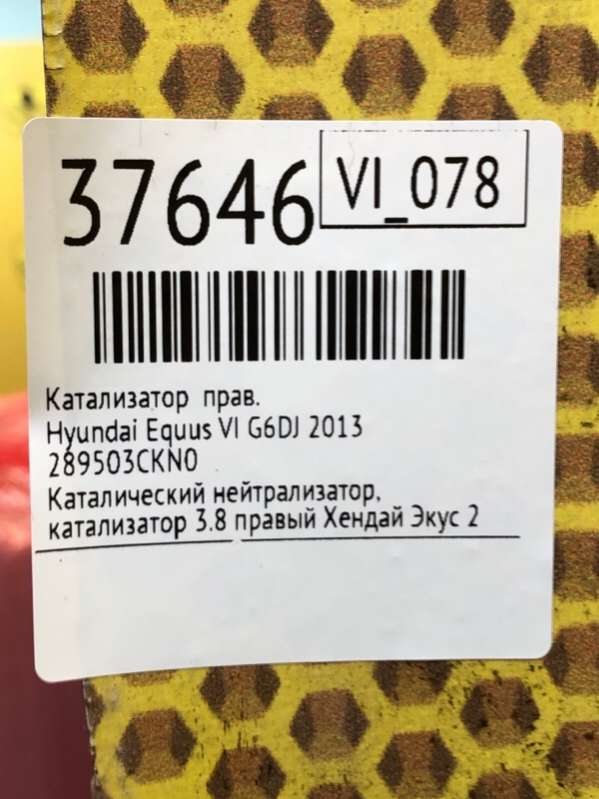 37646
VI_078
Катализатор прав.
Hyundai Equus VI G6DJ 2013
289503CKN0
Каталический нейтрализатор,
катализатор 3.8 правый Хендай Экус 2